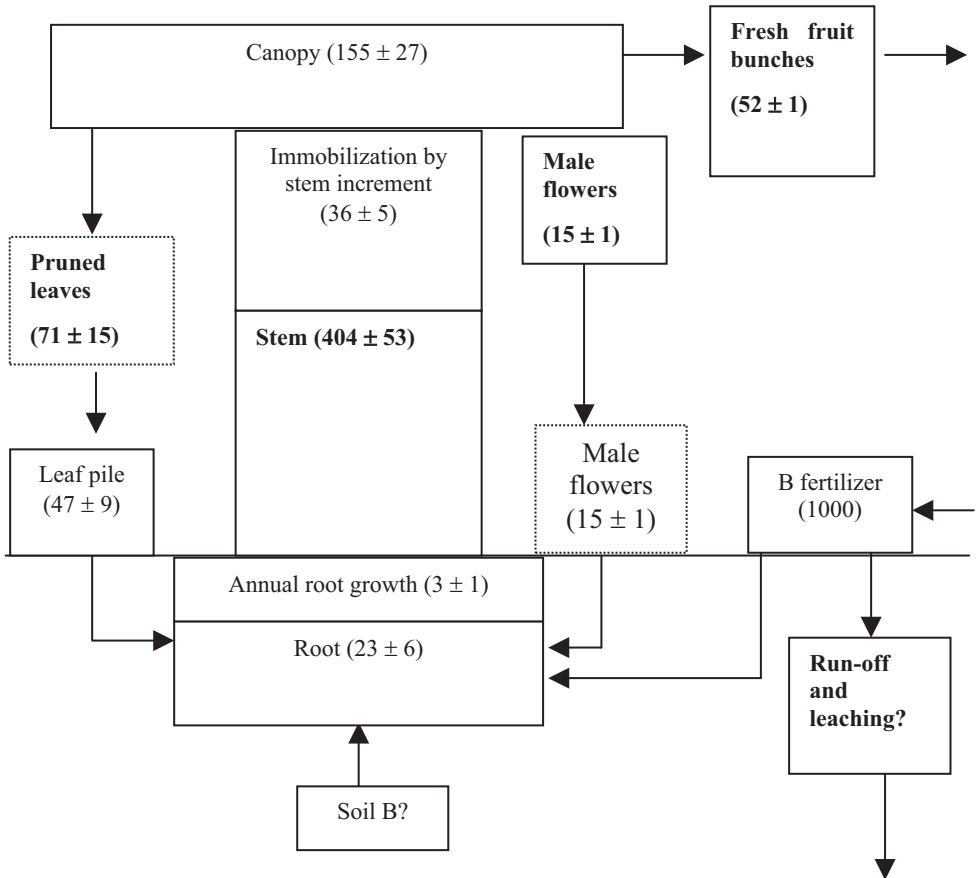 Canopy (155 ± 27)
Fresh fruit
bunches
(52 ± 1)
Immobilization by
stem increment
(36 ± 5)
Male
flowers
(15 ± 1)
Pruned
leaves
(71 ± 15)
Stem (404 ± 53)
Leaf pile
(47 ± 9)
Male
flowers
(15 ± 1)
B fertilizer
(1000)
Annual root growth (3 ± 1)
Root (23 ± 6)
Run-off
and
leaching?
Soil B?